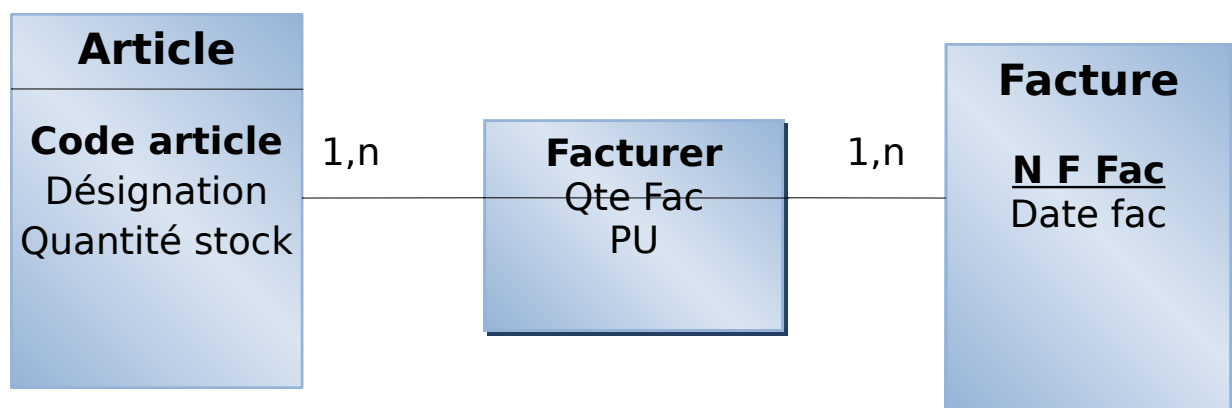 Article
Code article
Désignation
Quantité stock
1,n
Facturer
Qte Fac
PU
1,n
Facture
N F Fac
Date fac